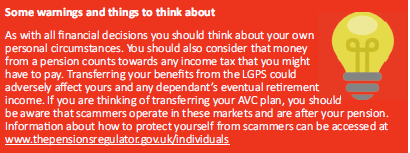 Some warnings and things to think about
As with all financial decisions you should think about your own
personal circumstances. You should also consider that money
from a pension counts towards any income tax that you might
have to pay. Transferring your benefits from the LGPS could
adversely affect yours and any dependant's eventual retirement
income. If you are thinking of transferring your AVC plan, you should
be aware that scammers operate in these markets and are after your pension.
Information about how to protect yourself from scammers can be accessed at
www.thepensionsregulator.gov.uk/individuals